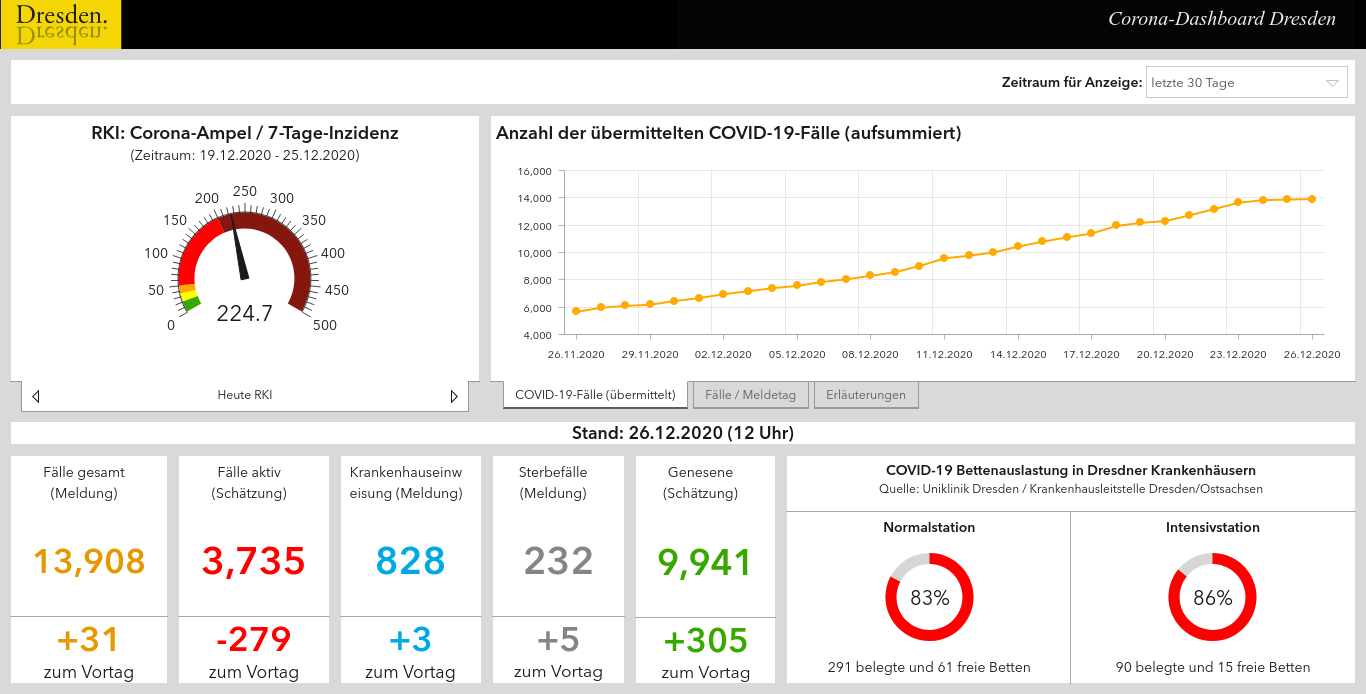 Dresden.
Dresden.
Corona-Dashboard Dresden
Zeitraum für Anzeige:
letzte 30 Tage
RKI: Corona-Ampel / 7-Tage-Inzidenz
(Zeitraum: 19.12.2020 - 25.12.2020)
0
50
100
150
200
250
300
350
400
450
500
224.7
Heute RKI
Anzahl der übermittelten COVID-19-Fälle (aufsummiert)
16,000
14,000
12,000
10,000
8,000
6,000
4,000
26.11.2020 29.11.2020 02.12.2020 05.12.2020 08.12.2020 11.12.2020 14.12.2020 17.12.2020 20.12.2020 23.12.2020 26.12.2020
COVID-19-Fälle (übermittelt)
Fälle / Meldetag
Erläuterungen
Stand: 26.12.2020 (12 Uhr)
Fälle gesamt
(Meldung)
13,908
+31
zum Vortag
Fälle aktiv
(Schätzung)
3,735
-279
zum Vortag
Krankenhauseinw
eisung (Meldung)
828
+3
zum Vortag
Sterbefälle
(Meldung)
232
+5
zum Vortag
Genesene
(Schätzung)
9,941
+305
zum Vortag
COVID-19 Bettenauslastung in Dresdner Krankenhäusern
Quelle: Uniklinik Dresden / Krankenhausleitstelle Dresden/Ostsachsen
Normalstation
83%
291 belegte und 61 freie Betten
Intensivstation
86%
90 belegte und 15 freie Betten